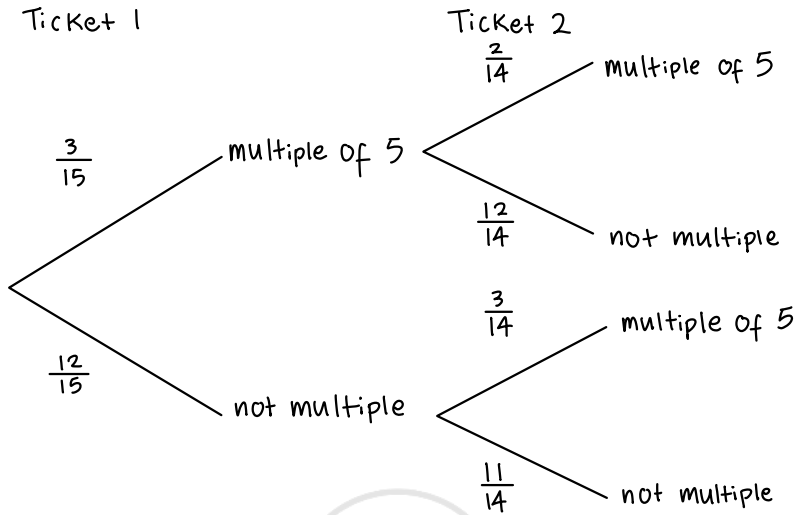 Ticket 1
Ticket 2
2/14
multiple of 5
3/15
multiple of 5
12/14
not multiple
3/14
multiple of 5
12/15
not multiple
11/14
not multiple